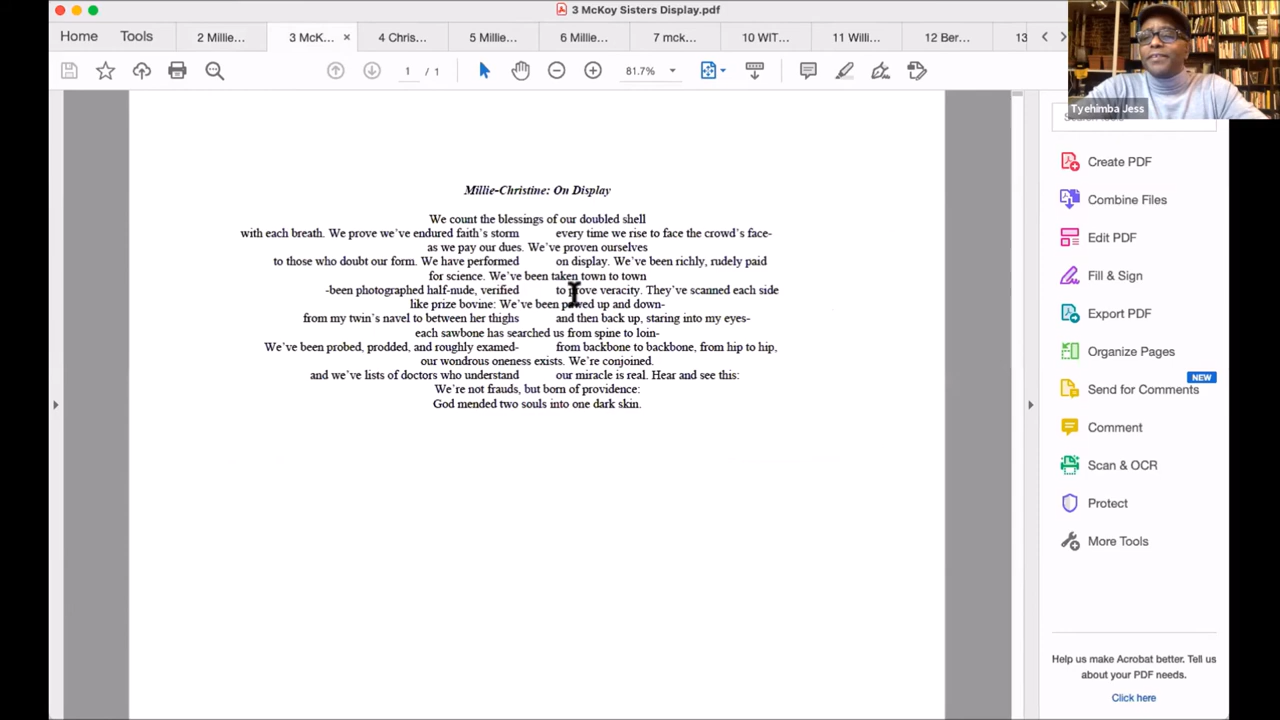 3 McKoy Sisters Display.pdf
Home Tools 2 Millie... 3 McK... × 4 Chris... 5 Millie... 6 Millie... 7 mck... 10 WIT... 11 Willi... 12 Ber... 13
1 / 1 81.7%
Tyehimba Jess
Millie-Christine: On Display
We count the blessings of our doubled shell
with each breath. We prove we've endured faith's storm every time we rise to face the crowd's face-
as we pay our dues. We've proven ourselves
to those who doubt our form. We have performed on display. We've been richly, rudely paid
for science. We've been taken town to town
-been photographed half-nude, verified to prove veracity. They've scanned each side
like prize bovine: We've been pawed up and down-
from my twin's navel to between her thighs and then back up, staring into my eyes-
each sawbone has searched us from spine to loin-
We've been probed, prodded, and roughly examed- from backbone to backbone, from hip to hip,
our wondrous oneness exists. We're conjoined.
and we've lists of doctors who understand our miracle is real. Hear and see this:
We're not frauds, but born of providence:
God mended two souls into one dark skin.
Create PDF
Combine Files
Edit PDF
Fill & Sign
Export PDF
Organize Pages
NEW
Send for Comments
Comment
Scan & OCR
Protect
More Tools
Help us make Acrobat better. Tell us
about your PDF needs.
Click here